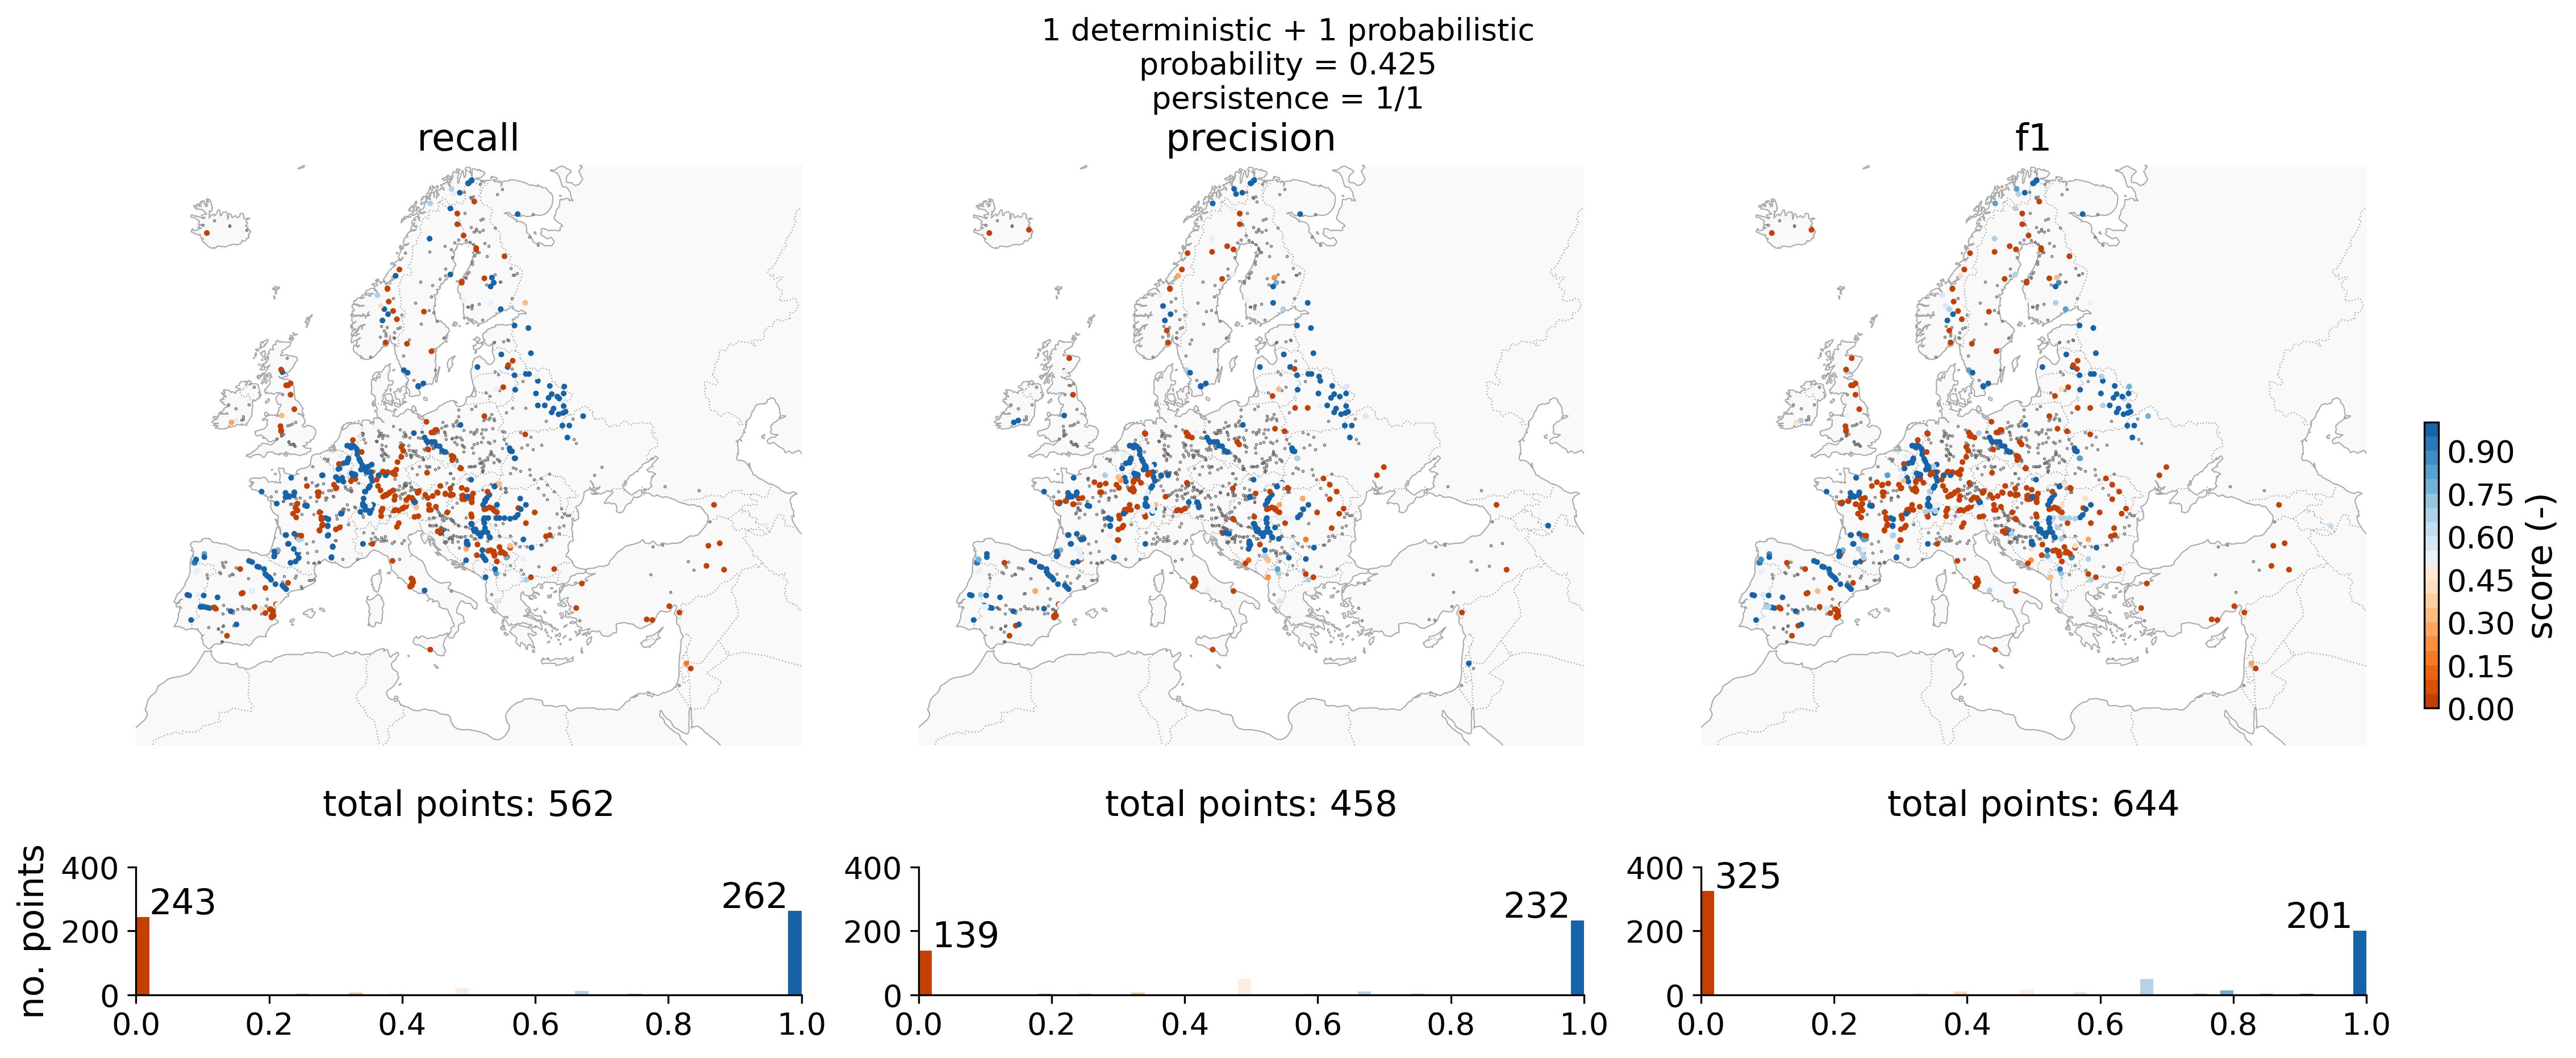 1 deterministic + 1 probabilistic
probability = 0.425
persistence = 1/1
recall
precision
f1
0.90
0.75
0.60
0.45
0.30
0.15
0.00
score (-)
total points: 562
total points: 458
total points: 644
no. points
400
200
0
243
262
0.0 0.2 0.4 0.6 0.8 1.0
400
200
0
139
232
0.0 0.2 0.4 0.6 0.8 1.0
400
200
0
325
201
0.0 0.2 0.4 0.6 0.8 1.0